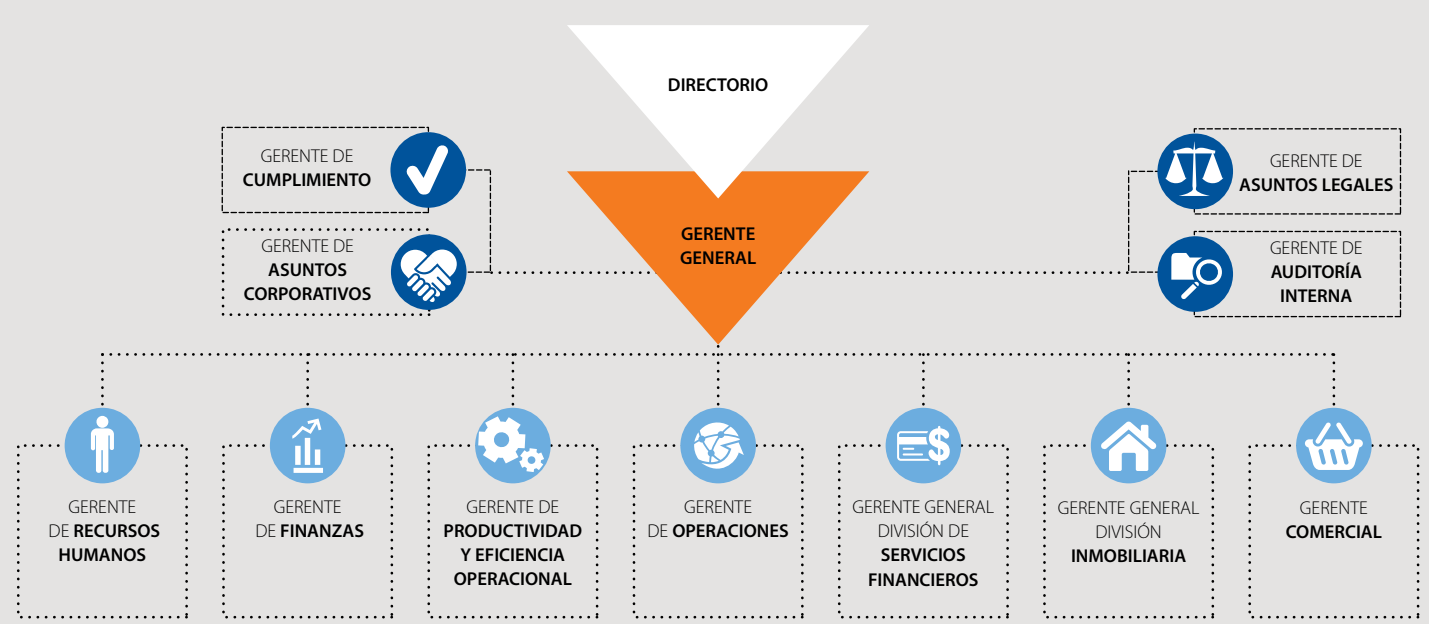 DIRECTORIO
GERENTE DE
CUMPLIMIENTO
GERENTE DE
ASUNTOS
CORPORATIVOS
GERENTE
GENERAL
GERENTE DE
ASUNTOS LEGALES
GERENTE DE
AUDITORÍA
INTERNA
GERENTE
DE RECURSOS
HUMANOS
GERENTE
DE FINANZAS
GERENTE DE
PRODUCTIVIDAD
Y EFICIENCIA
OPERACIONAL
GERENTE
DE OPERACIONES
GERENTE GENERAL
DIVISIÓN DE
SERVICIOS
FINANCIEROS
GERENTE GENERAL
DIVISIÓN
INMOBILIARIA
GERENTE
COMERCIAL